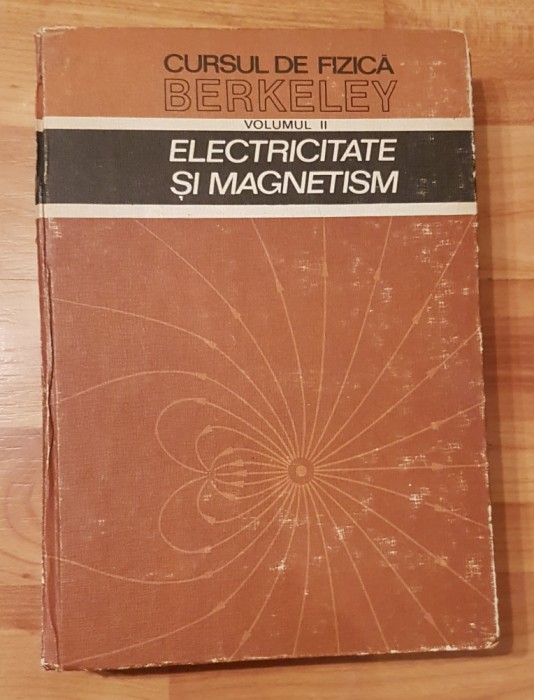 CURSUL DE FIZICĂ
BERKELEY
VOLUMUL II
ELECTRICITATE
ȘI MAGNETISM